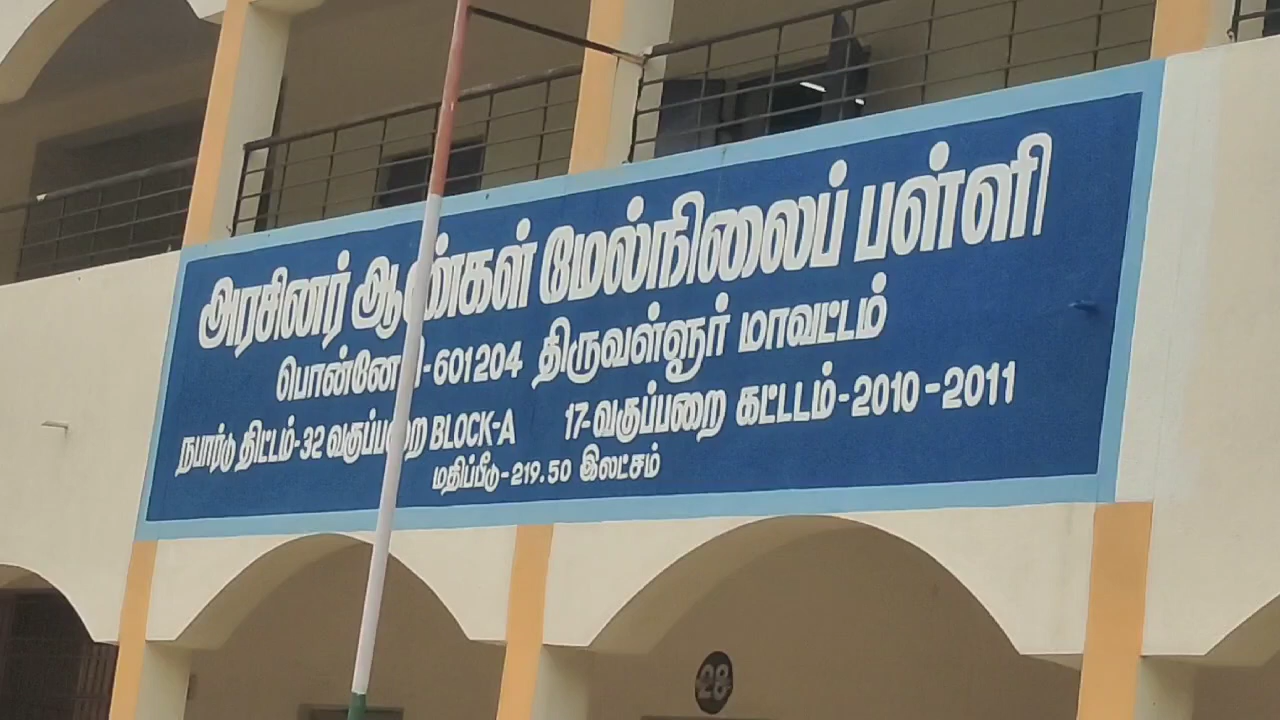 அரசினர் ஆண்கள் மேல்நிலைப் பள்ளி
-601204 திருவள்ளூர் மாவட்டம்
நபார்டு திட்டம்-32 வகுப்பறை BLOCK-A 17-வகுப்பறை கட்டடம்-2010-2011
மதிப்பீடு-219.50 இலட்சம்
28